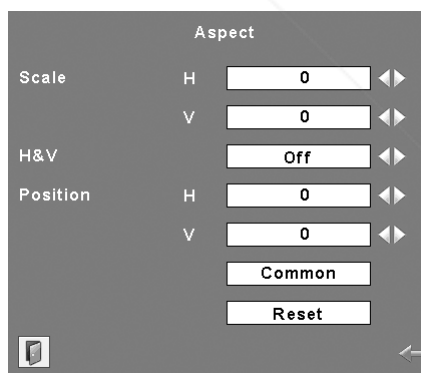 Aspect
Scale H 0
V 0
H&V Off
Position H 0
V 0
Common
Reset